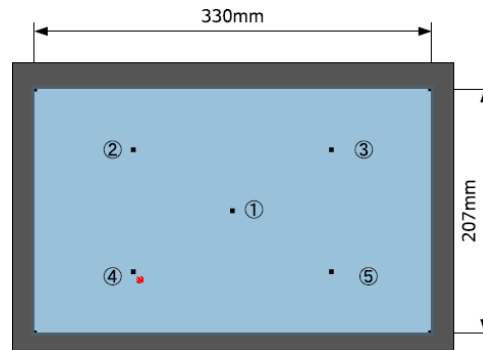 330mm
② ③
①
207mm
④ ⑤